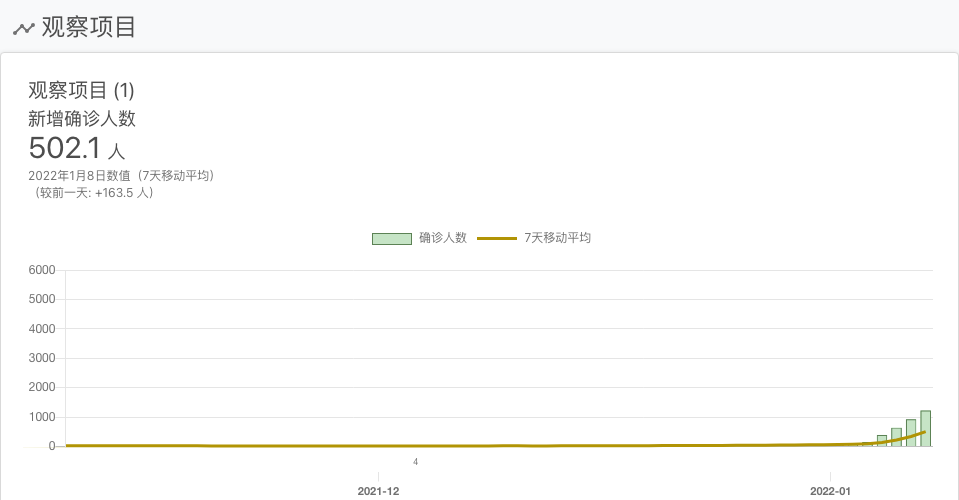 观察项目
观察项目 (1)
新增确诊人数
502.1 人
2022年1月8日数值（7天移动平均）
（较前一天: +163.5 人）
确诊人数 7天移动平均
6000
5000
4000
3000
2000
1000
0
4
2021-12 2022-01